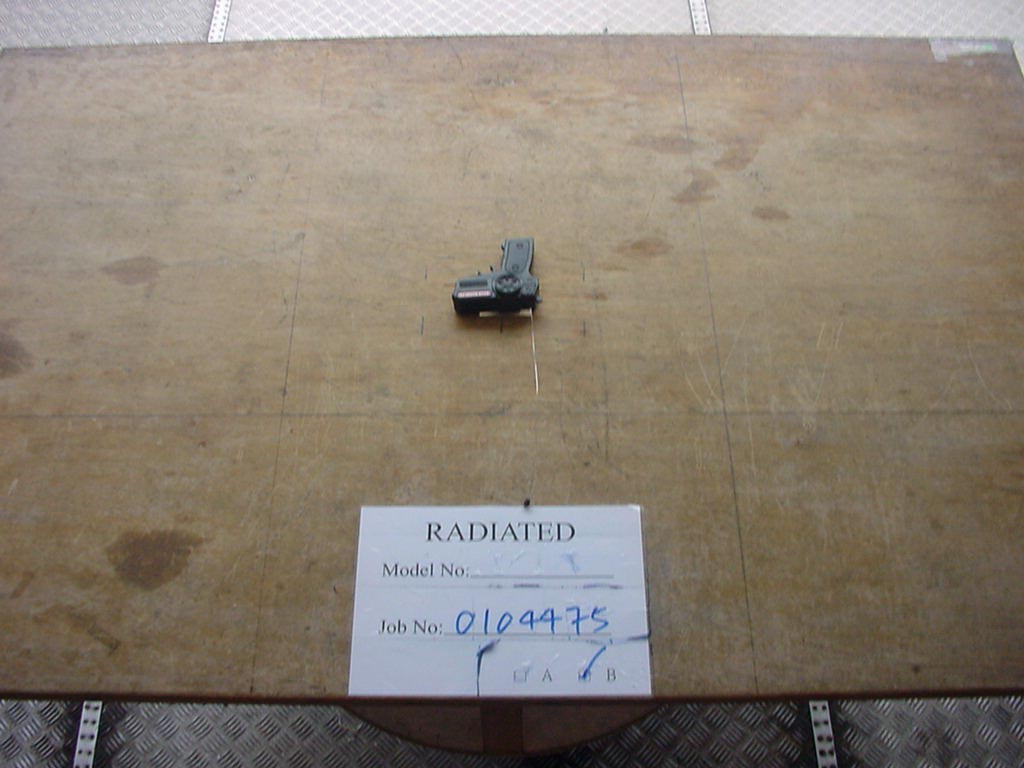 RADIATED
Model No:
Job No: 0104475
A B